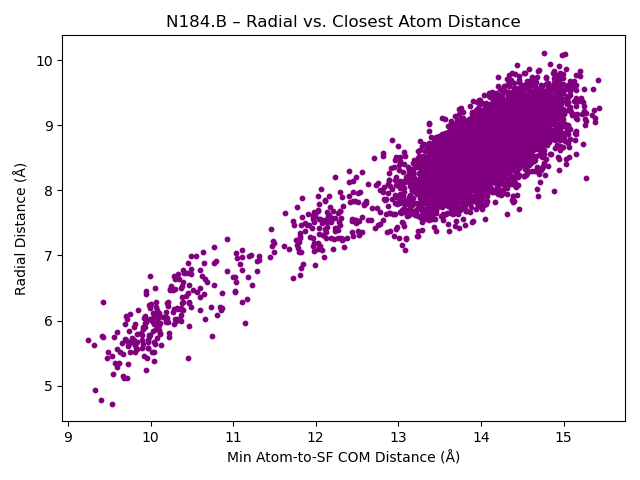 N184.B – Radial vs. Closest Atom Distance
Radial Distance (Å)
10
9
8
7
6
5
9 10 11 12 13 14 15
Min Atom-to-SF COM Distance (Å)